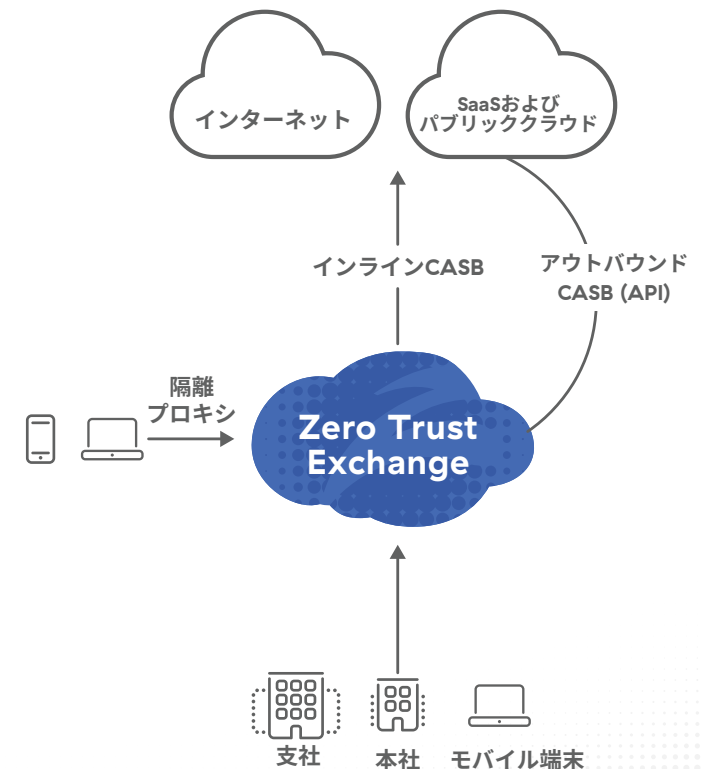 インターネット
SaaSおよび
パブリッククラウド
インラインCASB
アウトバウンド
CASB (API)
隔離
プロキシ
Zero Trust
Exchange
支社
本社
モバイル端末